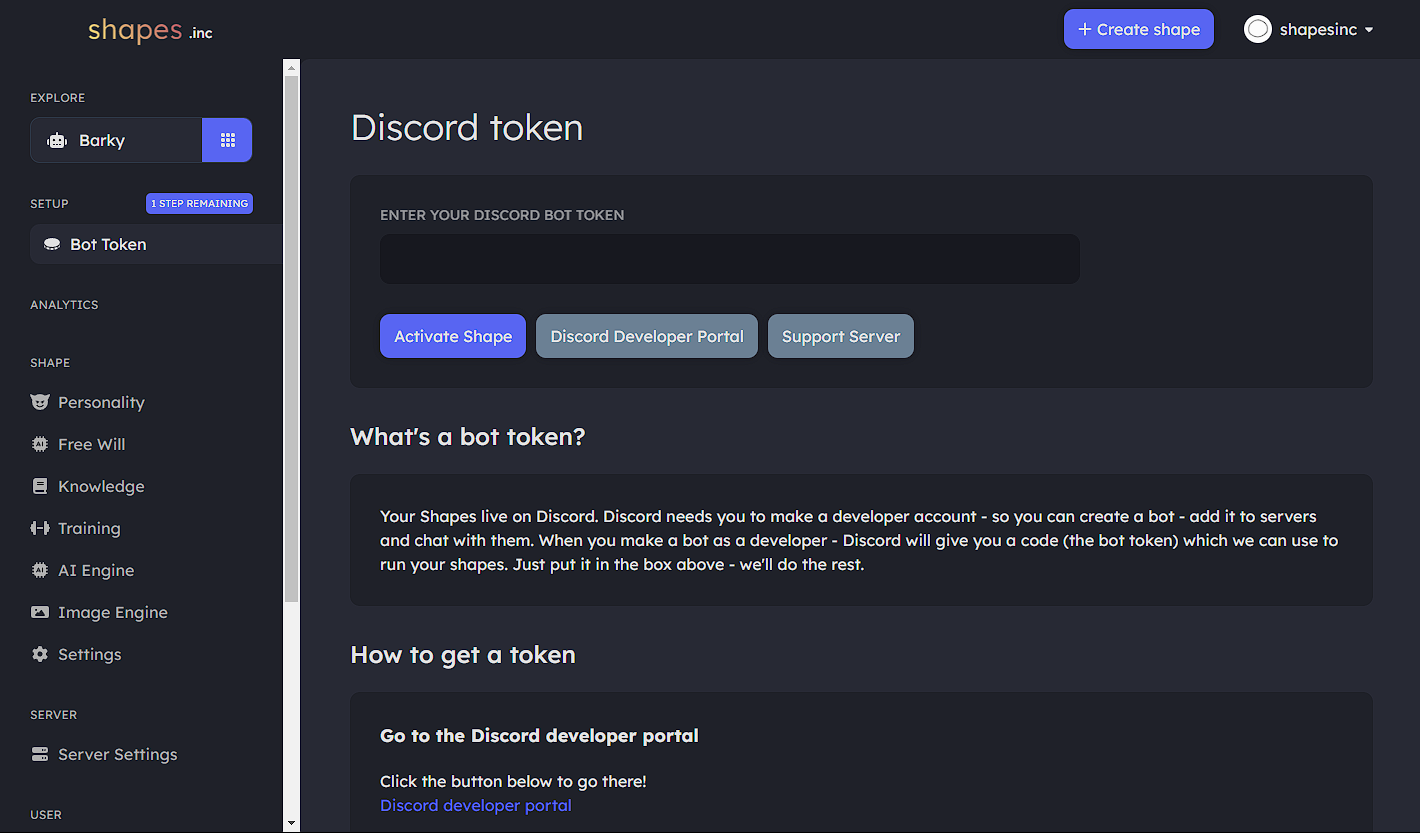 shapes .inc
+ Create shape
shapesinc
EXPLORE
Barky
SETUP
1 STEP REMAINING
Bot Token
ANALYTICS
SHAPE
Personality
Free Will
Knowledge
Training
AI Engine
Image Engine
Settings
SERVER
Server Settings
USER
Discord token
ENTER YOUR DISCORD BOT TOKEN
Activate Shape
Discord Developer Portal
Support Server
What's a bot token?
Your Shapes live on Discord. Discord needs you to make a developer account - so you can create a bot - add it to servers
and chat with them. When you make a bot as a developer - Discord will give you a code (the bot token) which we can use to
run your shapes. Just put it in the box above - we'll do the rest.
How to get a token
Go to the Discord developer portal
Click the button below to go there!
Discord developer portal